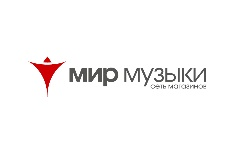 мир музыки
сеть магазинов